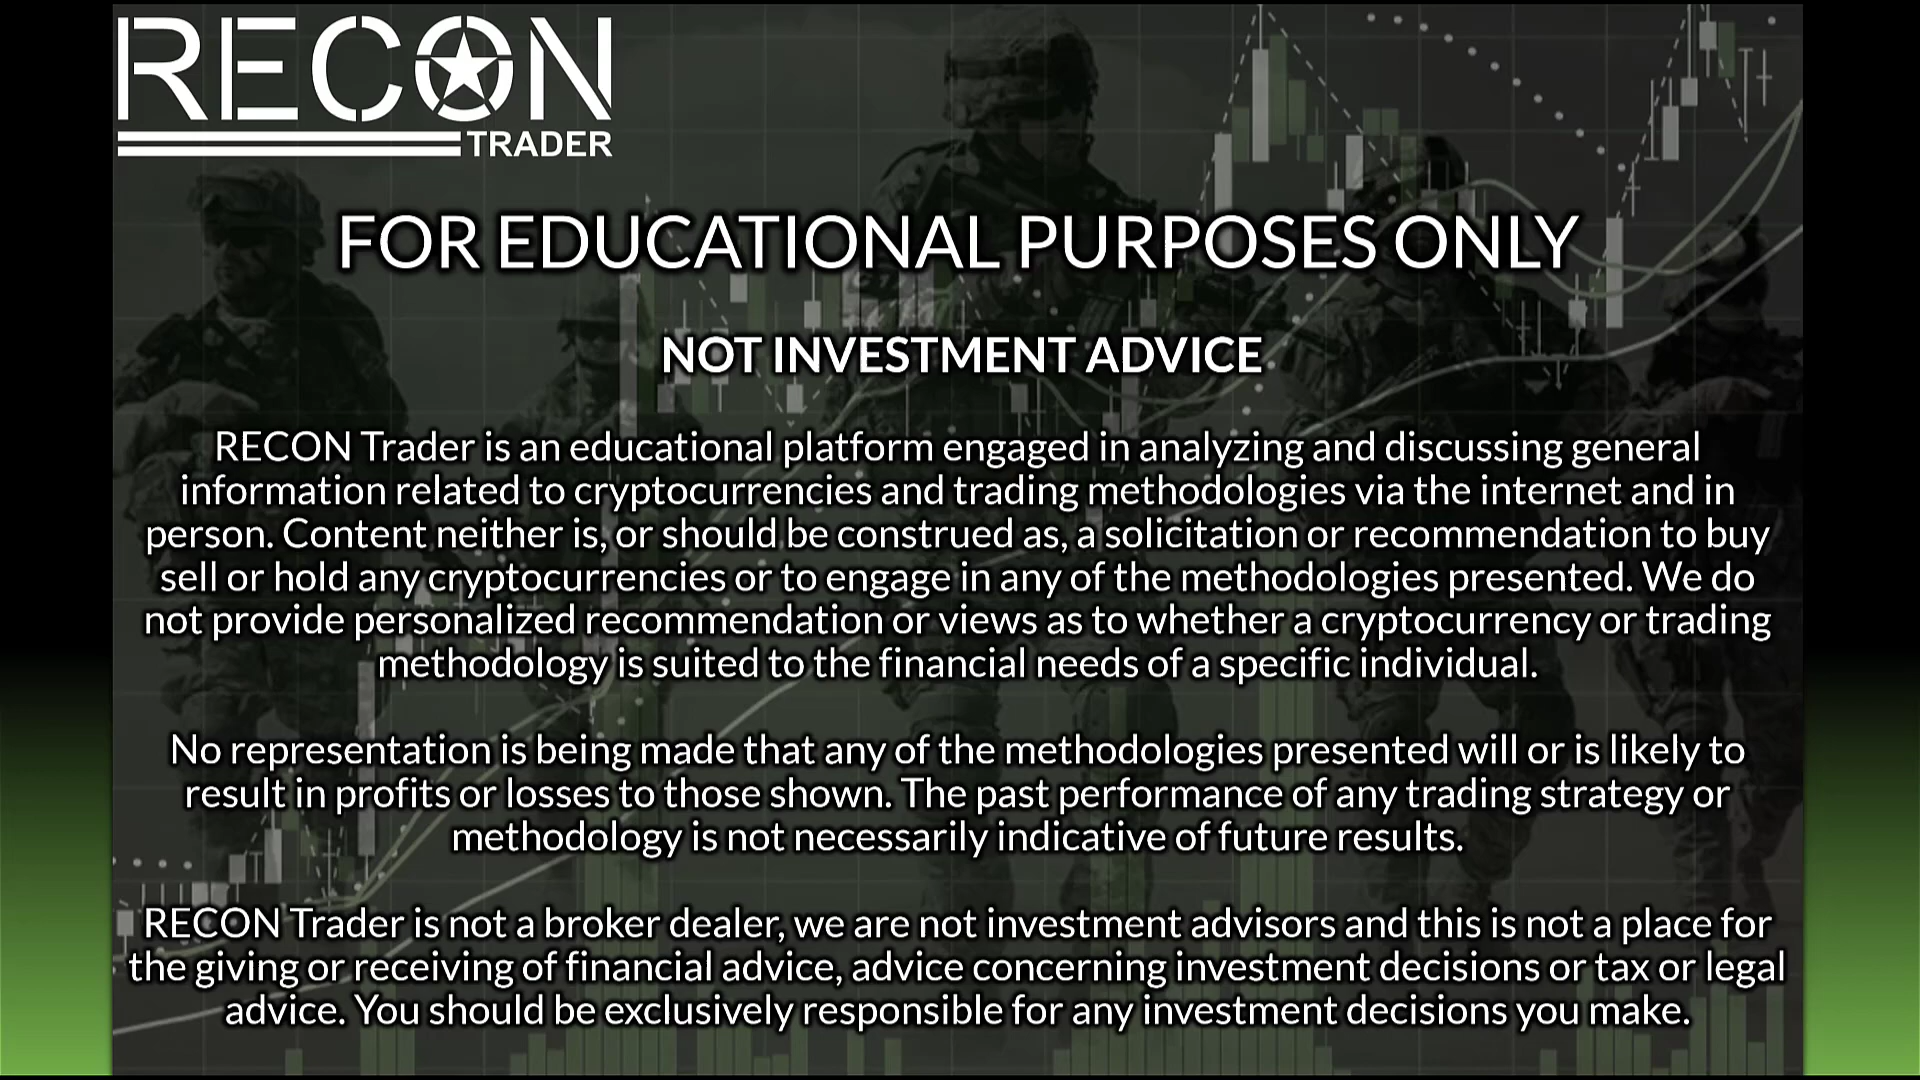 RECON
TRADER
FOR EDUCATIONAL PURPOSES ONLY
NOT INVESTMENT ADVICE
RECON Trader is an educational platform engaged in analyzing and discussing general
information related to cryptocurrencies and trading methodologies via the internet and in
person. Content neither is, or should be construed as, a solicitation or recommendation to buy
sell or hold any cryptocurrencies or to engage in any of the methodologies presented. We do
not provide personalized recommendation or views as to whether a cryptocurrency or trading
methodology is suited to the financial needs of a specific individual.
No representation is being made that any of the methodologies presented will or is likely to
result in profits or losses to those shown. The past performance of any trading strategy or
methodology is not necessarily indicative of future results.
RECON Trader is not a broker dealer, we are not investment advisors and this is not a place for
the giving or receiving of financial advice, advice concerning investment decisions or tax or legal
advice. You should be exclusively responsible for any investment decisions you make.